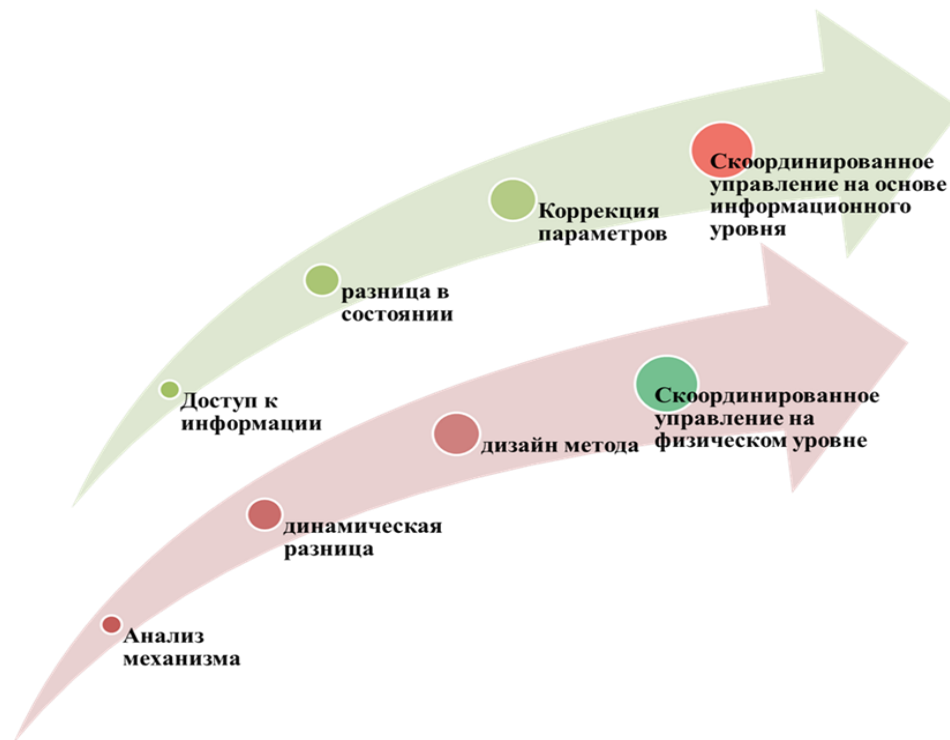 Скоординированное
управление на основе
информационного
уровня
Коррекция
параметров
разница в
состоянии
Доступ к
информации
Скоординированное
управление на
физическом уровне
дизайн метода
динамическая
разница
Анализ
механизма